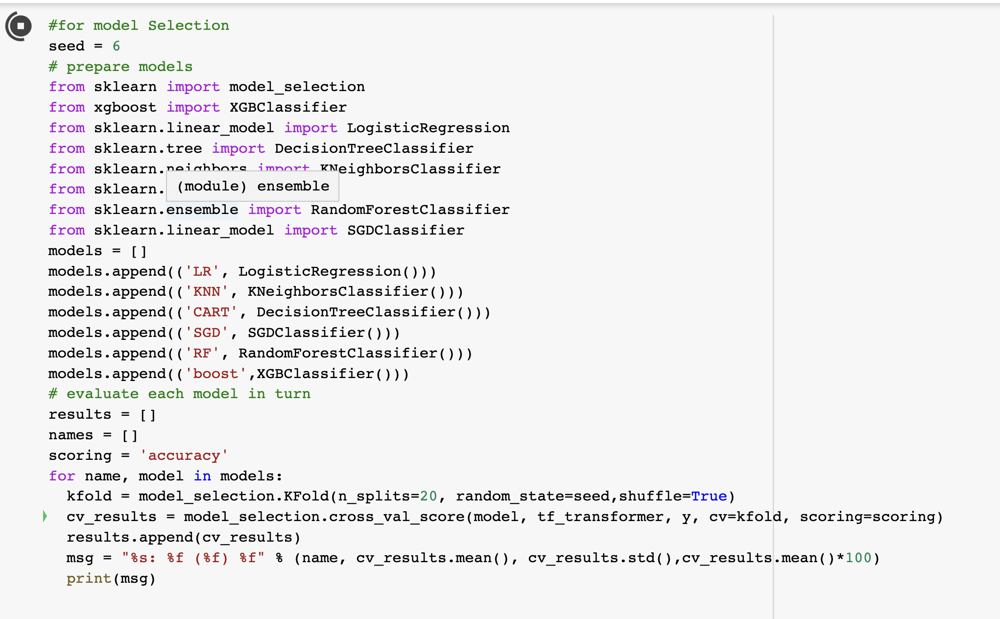 #for model Selection
seed = 6
# prepare models
from sklearn import model_selection
from xgboost import XGBClassifier
from sklearn.linear_model import LogisticRegression
from sklearn.tree import DecisionTreeClassifier
from sklearn.neighbors import KNeighborsClassifier
from sklearn.
(module) ensemble
from sklearn.ensemble import RandomForestClassifier
from sklearn.linear_model import SGDClassifier
models = []
models.append(('LR', LogisticRegression()))
models.append(('KNN', KNeighborsClassifier()))
models.append(('CART', DecisionTreeClassifier()))
models.append(('SGD', SGDClassifier()))
models.append(('RF', RandomForestClassifier()))
models.append(('boost',XGBClassifier()))
# evaluate each model in turn
results = []
names = []
scoring = 'accuracy'
for name, model in models:
  kfold = model_selection.KFold(n_splits=20, random_state=seed,shuffle=True)
  cv_results = model_selection.cross_val_score(model, tf_transformer, y, cv=kfold, scoring=scoring)
  results.append(cv_results)
  msg = "%s: %f (%f) %f" % (name, cv_results.mean(), cv_results.std(),cv_results.mean()*100)
  print(msg)